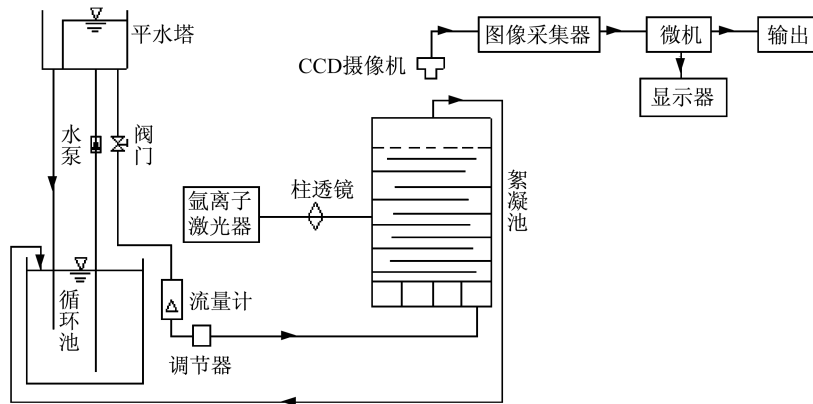 平水塔
CCD摄像机
图像采集器
微机
输出
显示器
水泵
阀门
氩离子
激光器
柱透镜
絮凝池
循环池
流量计
调节器